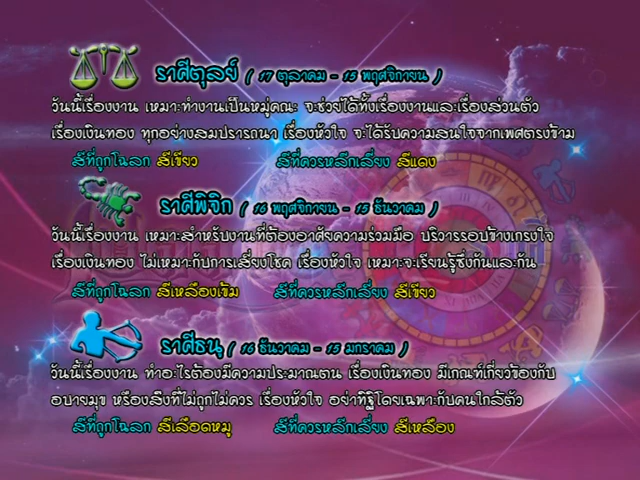 ราศีตุลย์ ( 17 ตุลาคม - 15 พฤศจิกายน )
วันนี้เรื่องงาน เหมาะทำงานเป็นหมู่คณะ จะช่วยได้ทั้งเรื่องงานและเรื่องส่วนตัว
เรื่องเงินทอง ทุกอย่างสมปรารถนา เรื่องหัวใจ จะได้รับความสนใจจากเพศตรงข้าม
สีที่ถูกโฉลก สีเขียว สีที่ควรหลีกเลี่ยง สีแดง
ราศีพิจิก ( 16 พฤศจิกายน - 15 ธันวาคม )
วันนี้เรื่องงาน เหมาะสำหรับงานที่ต้องอาศัยความร่วมมือ บริวารรอบข้างเกรงใจ
เรื่องเงินทอง ไม่เหมาะกับการเสี่ยงโชค เรื่องหัวใจ เหมาะจะเรียนรู้ซึ่งกันและกัน
สีที่ถูกโฉลก สีเหลืองเข้ม สีที่ควรหลีกเลี่ยง สีเขียว
ราศีธนู ( 16 ธันวาคม - 15 มกราคม )
วันนี้เรื่องงาน ทำอะไรต้องมีความประมาณตน เรื่องเงินทอง มีเกณฑ์เกี่ยวข้องกับ
อบายมุข หรือสิ่งที่ไม่ถูกไม่ควร เรื่องหัวใจ อย่าทิฐิโดยเฉพาะกับคนใกล้ตัว
สีที่ถูกโฉลก สีเลือดหมู สีที่ควรหลีกเลี่ยง สีเหลือง